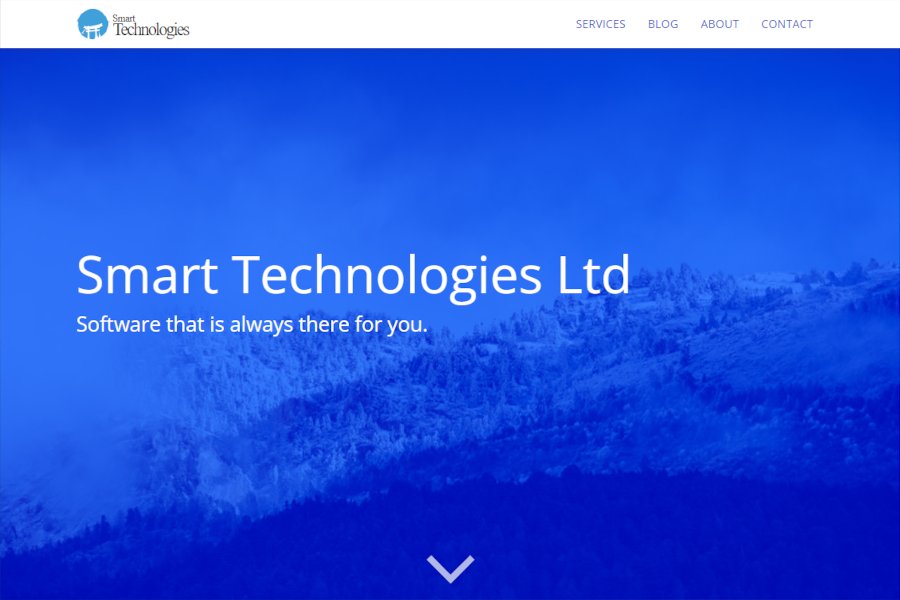 Smart
Technologies
SERVICES BLOG ABOUT CONTACT
Smart Technologies Ltd
Software that is always there for you.